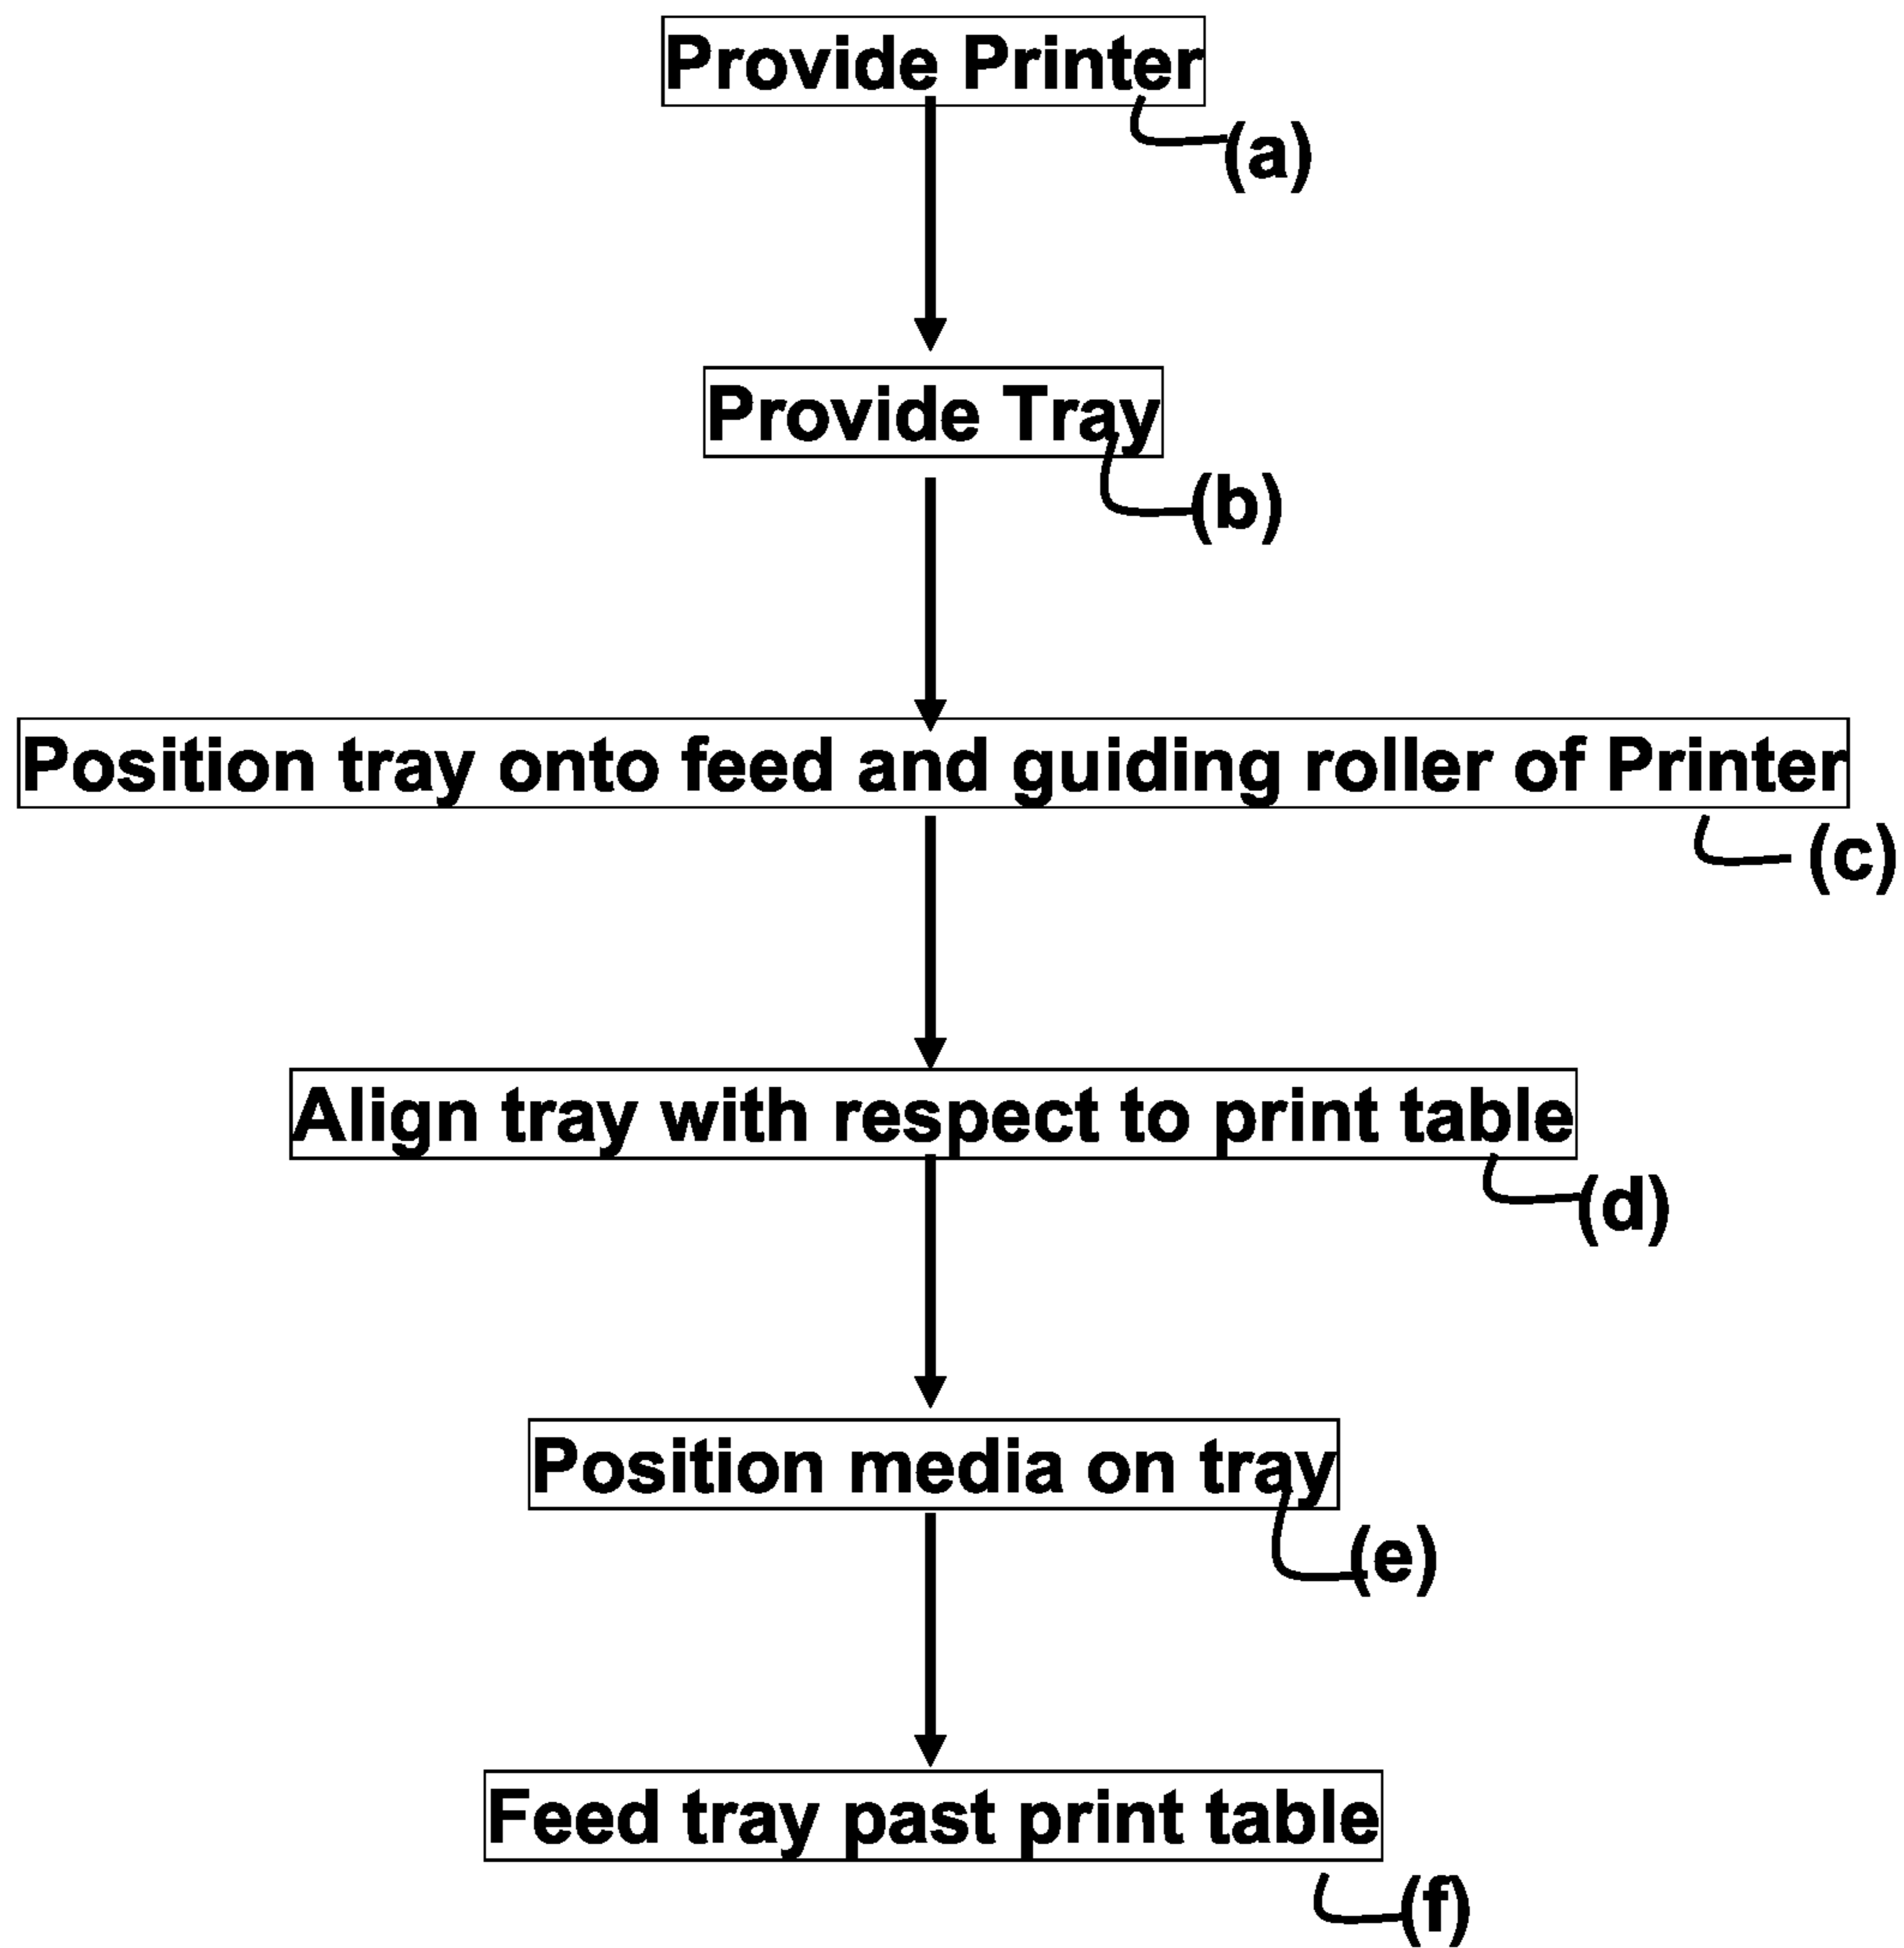 Provide Printer
(a)
Provide Tray
(b)
Position tray onto feed and guiding roller of Printer
(c)
Align tray with respect to print table
(d)
Position media on tray
(e)
Feed tray past print table
(f)